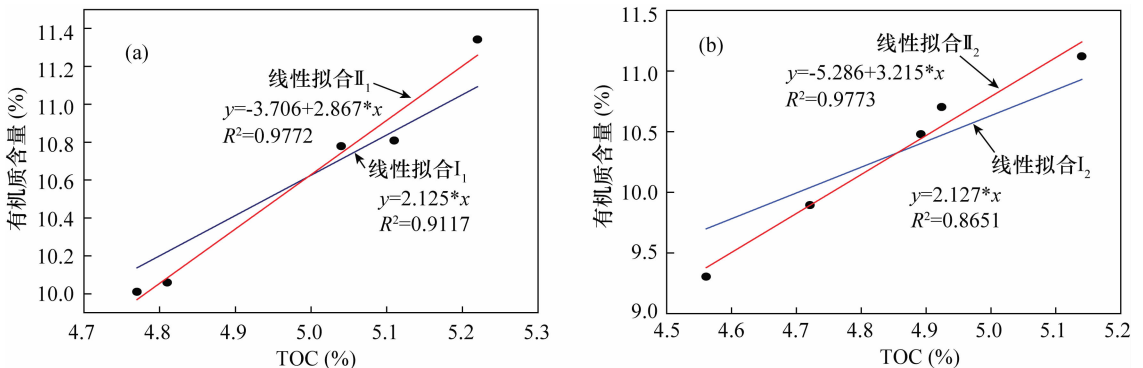 (a)
线性拟合Ⅱ₁
y=-3.706+2.867*x
R²=0.9772
线性拟合Ⅰ₁
y=2.125*x
R²=0.9117
有机质含量 (%)
11.4
11.2
11.0
10.8
10.6
10.4
10.2
10.0
4.7 4.8 4.9 5.0 5.1 5.2 5.3
TOC (%)
(b)
线性拟合Ⅱ₂
y=-5.286+3.215*x
R²=0.9773
线性拟合Ⅰ₂
y=2.127*x
R²=0.8651
有机质含量 (%)
11.5
11.0
10.5
10.0
9.5
9.0
4.5 4.6 4.7 4.8 4.9 5.0 5.1 5.2
TOC (%)